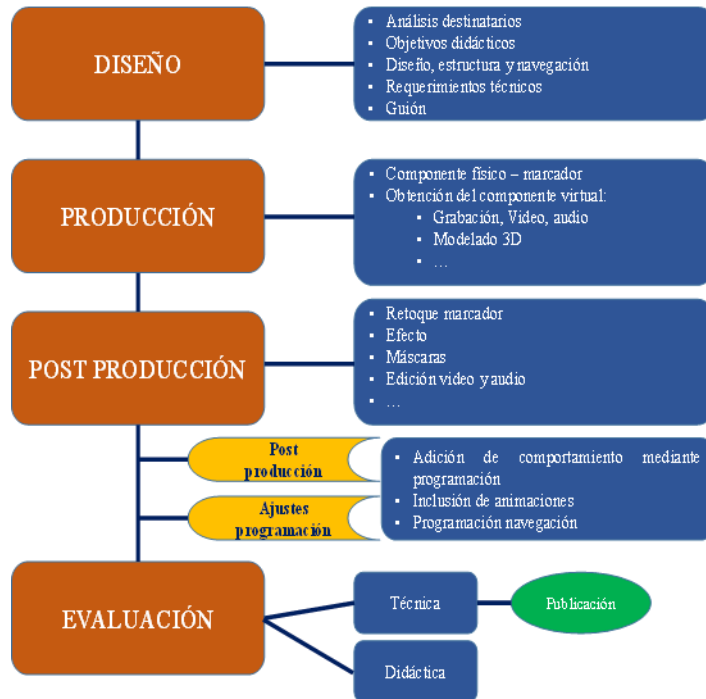 DISEÑO
▪ Análisis destinatarios
▪ Objetivos didácticos
▪ Diseño, estructura y navegación
▪ Requerimientos técnicos
▪ Guión
PRODUCCIÓN
▪ Componente físico – marcador
▪ Obtención del componente virtual:
▪ Grabación, Video, audio
▪ Modelado 3D
▪ …
POST PRODUCCIÓN
▪ Retoque marcador
▪ Efecto
▪ Máscaras
▪ Edición video y audio
▪ …
Post
producción
Ajustes
programación
▪ Adición de comportamiento mediante
programación
▪ Inclusión de animaciones
▪ Programación navegación
EVALUACIÓN
Técnica
Publicación
Didáctica